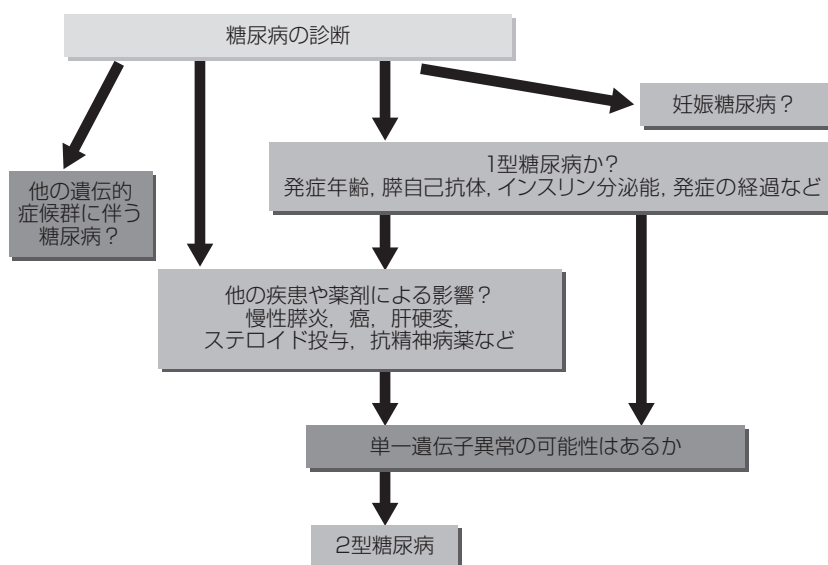 糖尿病の診断
妊娠糖尿病？
1型糖尿病か？
発症年齢，膵自己抗体，インスリン分泌能，発症の経過など
他の遺伝的
症候群に伴う
糖尿病？
他の疾患や薬剤による影響？
慢性膵炎，癌，肝硬変，
ステロイド投与，抗精神病薬など
単一遺伝子異常の可能性はあるか
2型糖尿病